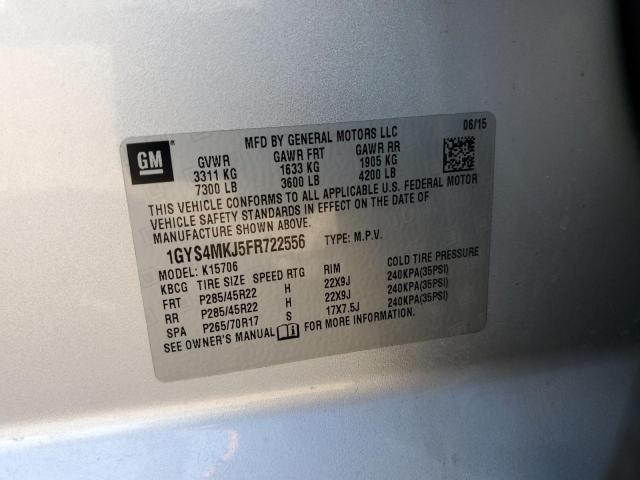 MFD BY GENERAL MOTORS LLC 06/15
GM
GVWR GAWR FRT GAWR RR
3311 KG 1633 KG 1905 KG
7300 LB 3600 LB 4200 LB
THIS VEHICLE CONFORMS TO ALL APPLICABLE U.S. FEDERAL MOTOR
VEHICLE SAFETY STANDARDS IN EFFECT ON THE DATE OF
MANUFACTURE SHOWN ABOVE.
1GYS4MKJ5FR722556 TYPE: M.P.V.
MODEL: K15706
KBCG TIRE SIZE SPEED RTG RIM COLD TIRE PRESSURE
FRT P285/45R22 H 22X9J 240KPA(35PSI)
RR P285/45R22 H 22X9J 240KPA(35PSI)
SPA P265/70R17 S 17X7.5J 240KPA(35PSI)
SEE OWNER'S MANUAL FOR MORE INFORMATION.